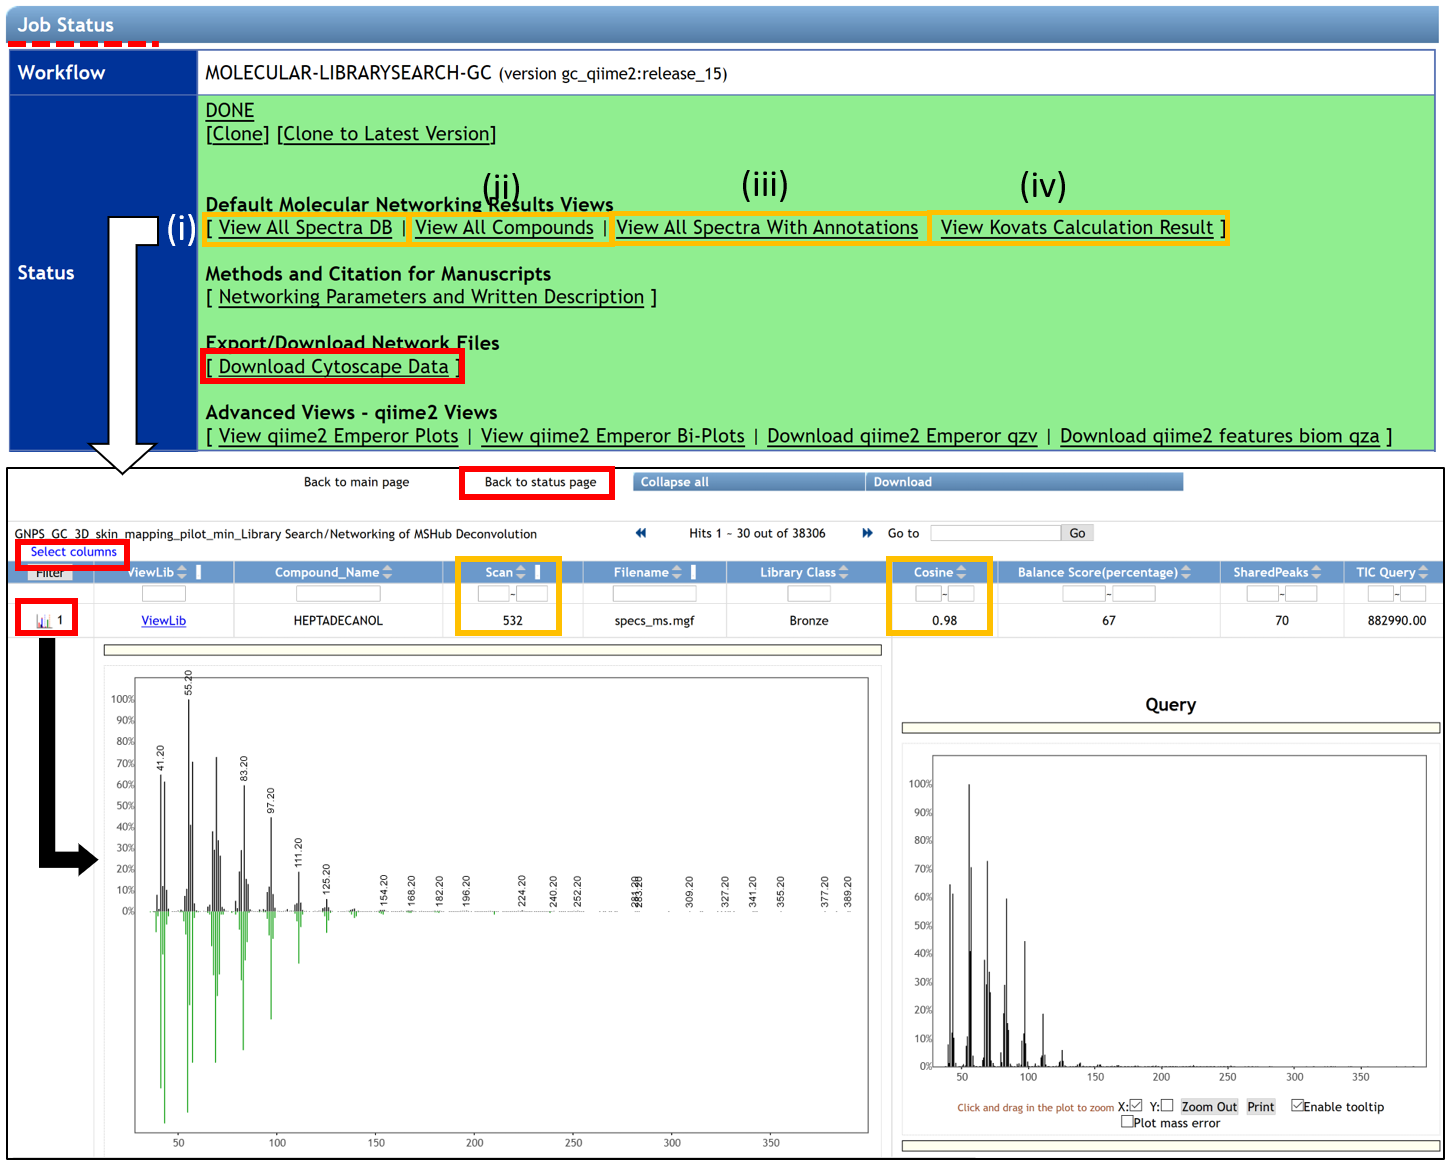 Job Status
Workflow
MOLECULAR-LIBRARYSEARCH-GC (version gc_qiime2:release_15)
Status
DONE
[Clone] [Clone to Latest Version]
(i) (ii) (iii) (iv)
Default Molecular Networking Results Views
[ View All Spectra DB | View All Compounds | View All Spectra With Annotations View Kovats Calculation Result ]
Methods and Citation for Manuscripts
[ Networking Parameters and Written Description ]
Export/Download Network Files
[ Download Cytoscape Data ]
Advanced Views - qiime2 Views
[ View qiime2 Emperor Plots | View qiime2 Emperor Bi-Plots | Download qiime2 Emperor qzv | Download qiime2 features biom qza ]
Back to main page Back to status page Collapse all Download
GNPS_GC_3D_skin_mapping_pilot_min_Library Search/Networking of MSHub Deconvolution Hits 1 ~ 30 out of 38306 Go to Go
Select columns
Filter ViewLib Compound_Name Scan Filename Library Class Cosine Balance Score(percentage) SharedPeaks TIC Query
~ ~ ~ ~ ~
1 ViewLib HEPTADECANOL 532 specs_ms.mgf Bronze 0.98 67 70 882990.00
100%
90%
80%
70%
60%
50%
40%
30%
20%
10%
0%
41.20 55.20 83.20 97.20 111.20 125.20 154.20 168.20 182.20 196.20 224.20 240.20 252.20 281.20 283.20 309.20 327.20 341.20 355.20 377.20 389.20
50 100 150 200 250 300 350
Query
100%
90%
80%
70%
60%
50%
40%
30%
20%
10%
0%
50 100 150 200 250 300 350
Click and drag in the plot to zoom X: Y: Zoom Out Print Enable tooltip
Plot mass error